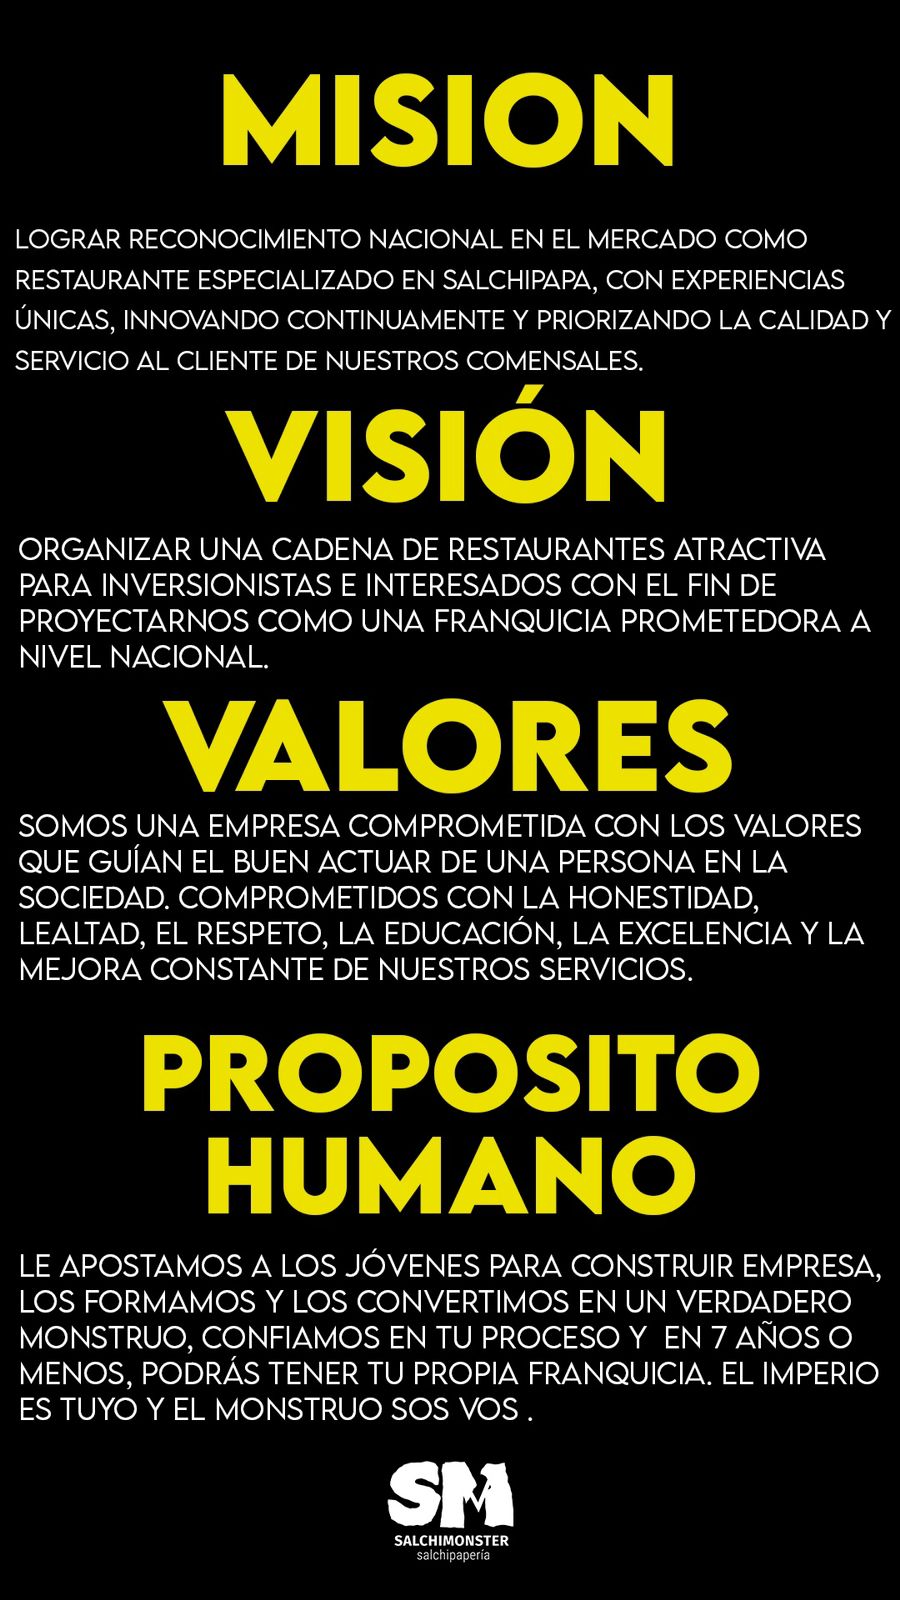 MISION
LOGRAR RECONOCIMIENTO NACIONAL EN EL MERCADO COMO
RESTAURANTE ESPECIALIZADO EN SALCHIPAPA, CON EXPERIENCIAS
ÚNICAS, INNOVANDO CONTINUAMENTE Y PRIORIZANDO LA CALIDAD Y
SERVICIO AL CLIENTE DE NUESTROS COMENSALES.
VISIÓN
ORGANIZAR UNA CADENA DE RESTAURANTES ATRACTIVA
PARA INVERSIONISTAS E INTERESADOS CON EL FIN DE
PROYECTARNOS COMO UNA FRANQUICIA PROMETEDORA A
NIVEL NACIONAL.
VALORES
SOMOS UNA EMPRESA COMPROMETIDA CON LOS VALORES
QUE GUÍAN EL BUEN ACTUAR DE UNA PERSONA EN LA
SOCIEDAD. COMPROMETIDOS CON LA HONESTIDAD,
LEALTAD, EL RESPETO, LA EDUCACIÓN, LA EXCELENCIA Y LA
MEJORA CONSTANTE DE NUESTROS SERVICIOS.
PROPOSITO
HUMANO
LE APOSTAMOS A LOS JÓVENES PARA CONSTRUIR EMPRESA,
LOS FORMAMOS Y LOS CONVERTIMOS EN UN VERDADERO
MONSTRUO, CONFIAMOS EN TU PROCESO Y  EN 7 AÑOS O
MENOS, PODRÁS TENER TU PROPIA FRANQUICIA. EL IMPERIO
ES TUYO Y EL MONSTRUO SOS VOS .
SM
SALCHIMONSTER
salchipapería